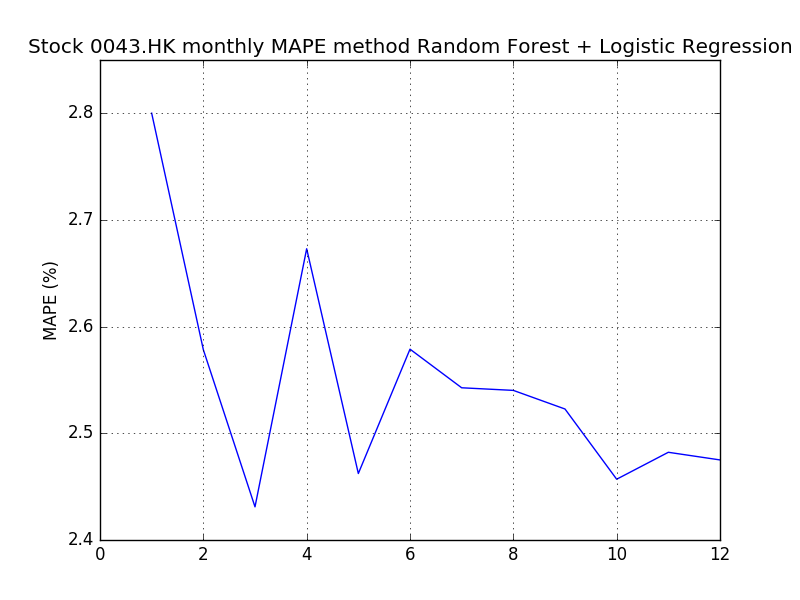 Stock 0043.HK monthly MAPE method Random Forest + Logistic Regression
MAPE (%)
2.8
2.7
2.6
2.5
2.4
0 2 4 6 8 10 12